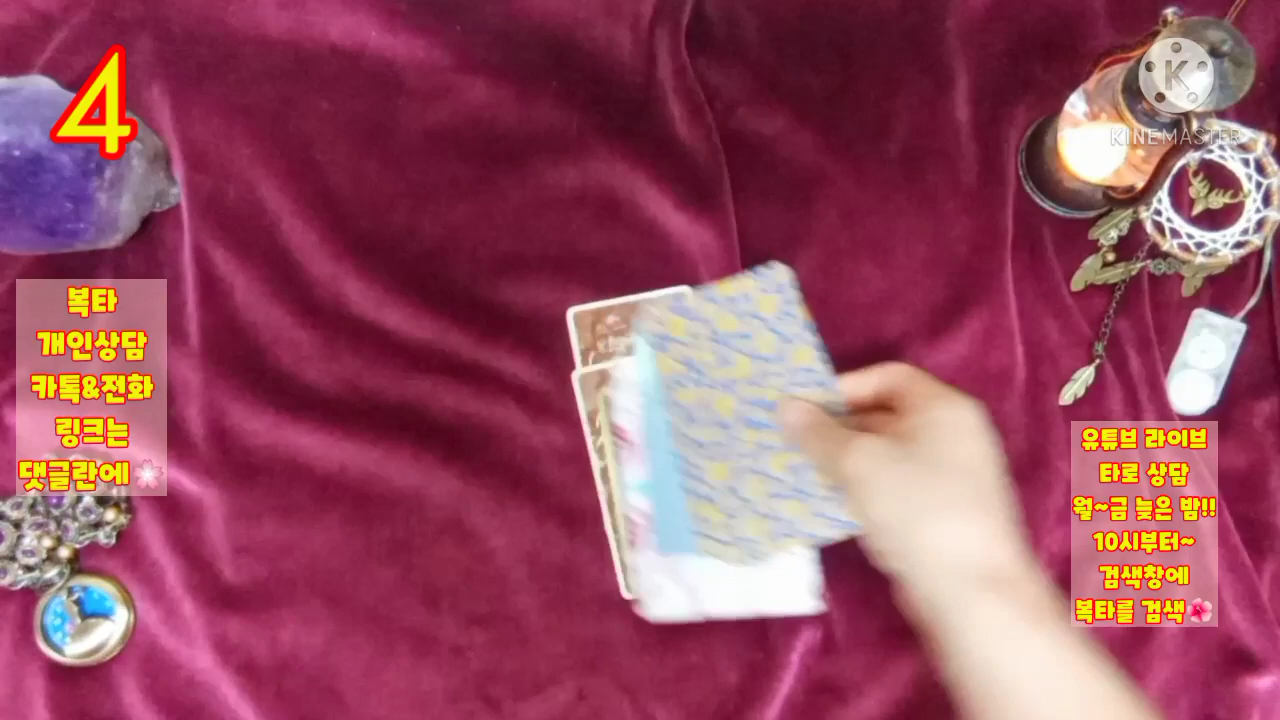 4
K
KINEMASTER
복타
개인상담
카톡&전화
링크는
댓글란에🌸
유튜브 라이브
타로 상담
월~금 늦은 밤!!
10시부터~
검색창에
복타를 검색🌺